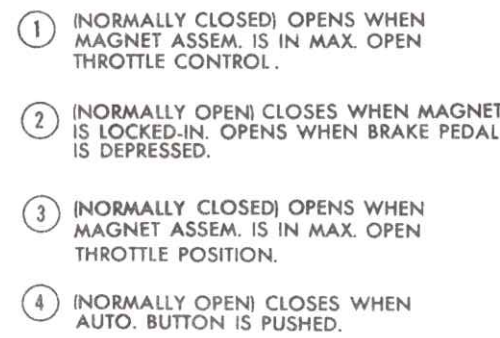 1 (NORMALLY CLOSED) OPENS WHEN
MAGNET ASSEM. IS IN MAX. OPEN
THROTTLE CONTROL.
2 (NORMALLY OPEN) CLOSES WHEN MAGNET
IS LOCKED-IN. OPENS WHEN BRAKE PEDAL
IS DEPRESSED.
3 (NORMALLY CLOSED) OPENS WHEN
MAGNET ASSEM. IS IN MAX. OPEN
THROTTLE POSITION.
4 (NORMALLY OPEN) CLOSES WHEN
AUTO. BUTTON IS PUSHED.